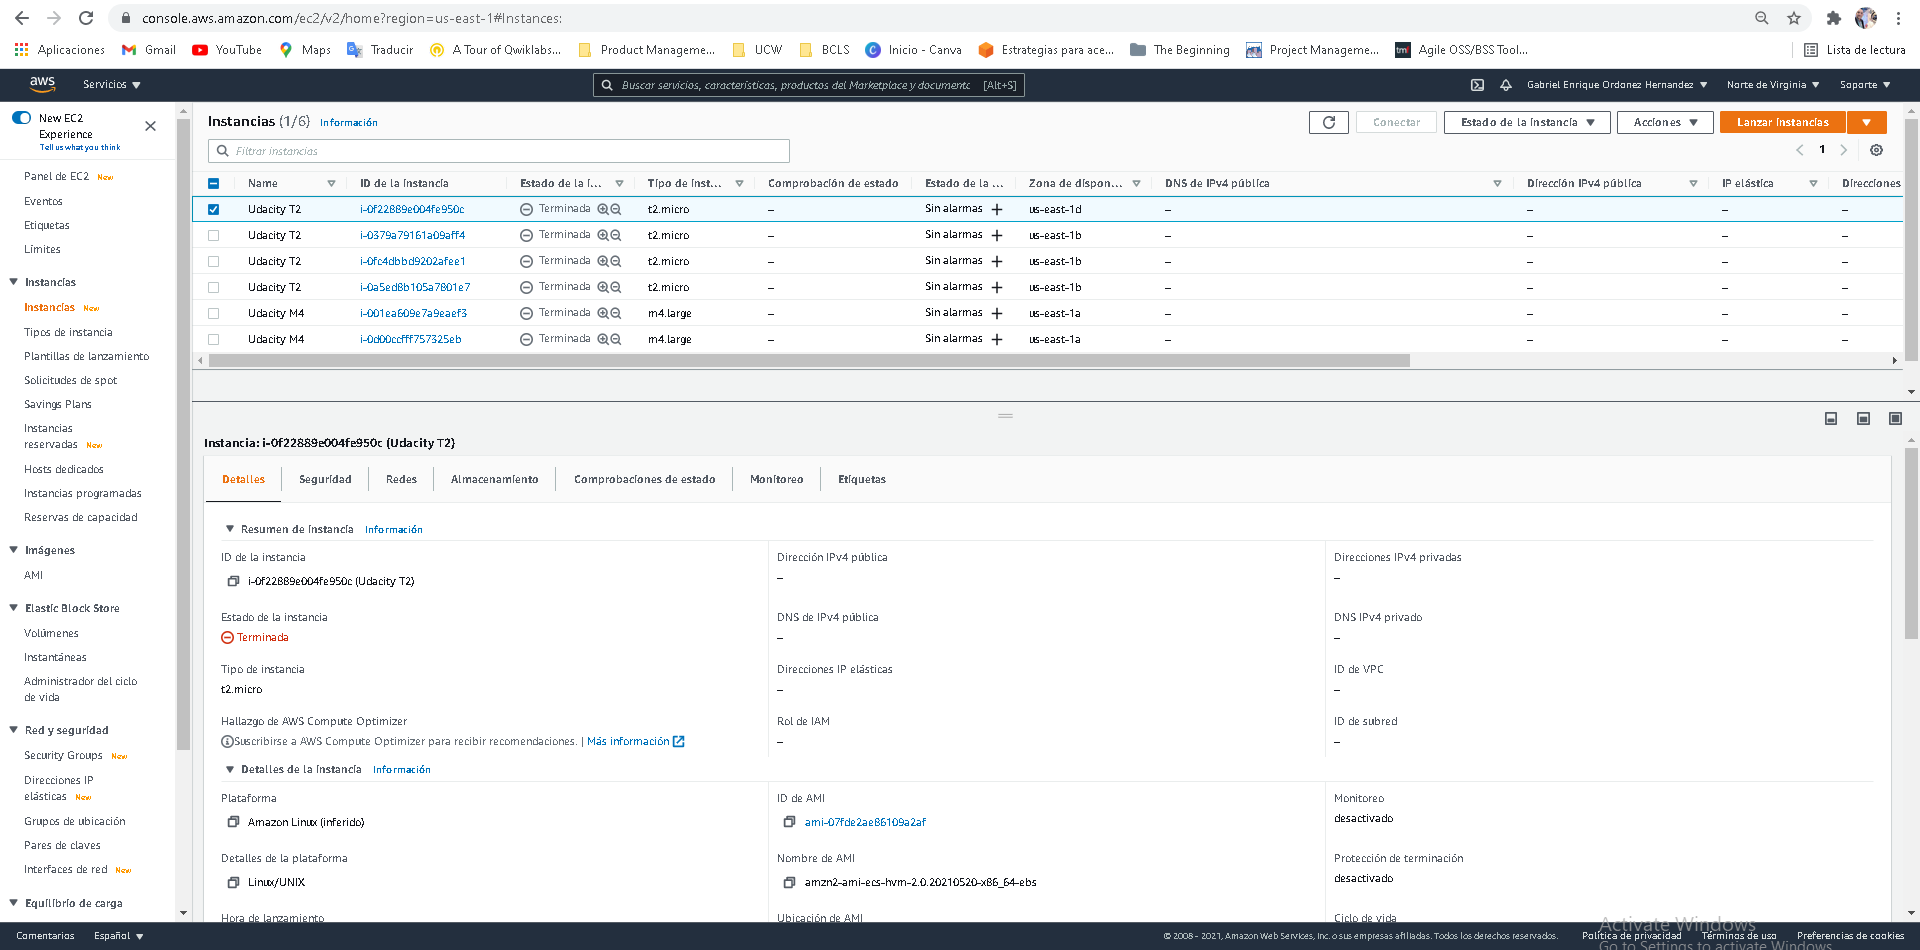 console.aws.amazon.com/ec2/v2/home?region=us-east-1#Instances:
Aplicaciones Gmail YouTube Maps Traducir A Tour of Qwiklabs... Product Manageme... UCW BCLS Inicio - Canva Estrategias para ace... The Beginning Project Manageme... tmf Agile OSS/BSS Tool... Lista de lectura
aws Servicios Buscar servicios, características, productos del Marketplace y documentc [Alt+S] Gabriel Enrique Ordonez Hernandez Norte de Virginia Soporte
New EC2
Experience
Tell us what you think
Panel de EC2 New
Eventos
Etiquetas
Límites
Instancias
Instancias New
Tipos de instancia
Plantillas de lanzamiento
Solicitudes de spot
Savings Plans
Instancias
reservadas New
Hosts dedicados
Instancias programadas
Reservas de capacidad
Imágenes
AMI
Elastic Block Store
Volúmenes
Instantáneas
Administrador del ciclo
de vida
Red y seguridad
Security Groups New
Direcciones IP
elásticas New
Grupos de ubicación
Pares de claves
Interfaces de red New
Equilibrio de carga
Instancias (1/6) Información Conectar Estado de la instancia Acciones Lanzar instancias
Filtrar instancias 1
Name ID de la instancia Estado de la i... Tipo de inst... Comprobación de estado Estado de la ... Zona de dispon... DNS de IPv4 pública Dirección IPv4 pública IP elástica Direcciones
Udacity T2 i-0f22889e004fe950c Terminada t2.micro – Sin alarmas + us-east-1d – – – –
Udacity T2 i-0379a79161a09aff4 Terminada t2.micro – Sin alarmas + us-east-1b – – – –
Udacity T2 i-0fc4dbbd9202afee1 Terminada t2.micro – Sin alarmas + us-east-1b – – – –
Udacity T2 i-0a5ed8b105a7801e7 Terminada t2.micro – Sin alarmas + us-east-1b – – – –
Udacity M4 i-001ea609e7a9eaef3 Terminada m4.large – Sin alarmas + us-east-1a – – – –
Udacity M4 i-0d00ccfff757325eb Terminada m4.large – Sin alarmas + us-east-1a – – – –
Instancia: i-0f22889e004fe950c (Udacity T2)
Detalles Seguridad Redes Almacenamiento Comprobaciones de estado Monitoreo Etiquetas
Resumen de instancia Información
ID de la instancia Dirección IPv4 pública Direcciones IPv4 privadas
i-0f22889e004fe950c (Udacity T2) – –
Estado de la instancia DNS de IPv4 pública DNS IPv4 privado
Terminada – –
Tipo de instancia Direcciones IP elásticas ID de VPC
t2.micro – –
Hallazgo de AWS Compute Optimizer Rol de IAM ID de subred
Suscribirse a AWS Compute Optimizer para recibir recomendaciones. | Más información – –
Detalles de la instancia Información
Plataforma ID de AMI Monitoreo
Amazon Linux (inferido) ami-07fde2ae86109a2af desactivado
Detalles de la plataforma Nombre de AMI Protección de terminación
Linux/UNIX amzn2-ami-ecs-hvm-2.0.20210520-x86_64-ebs desactivado
Hora de lanzamiento Ubicación de AMI Ciclo de vida
Activate Windows
Go to Settings to activate Windows.
Comentarios Español © 2008 - 2021, Amazon Web Services, Inc. o sus empresas afiliadas. Todos los derechos reservados. Política de privacidad Términos de uso Preferencias de cookies